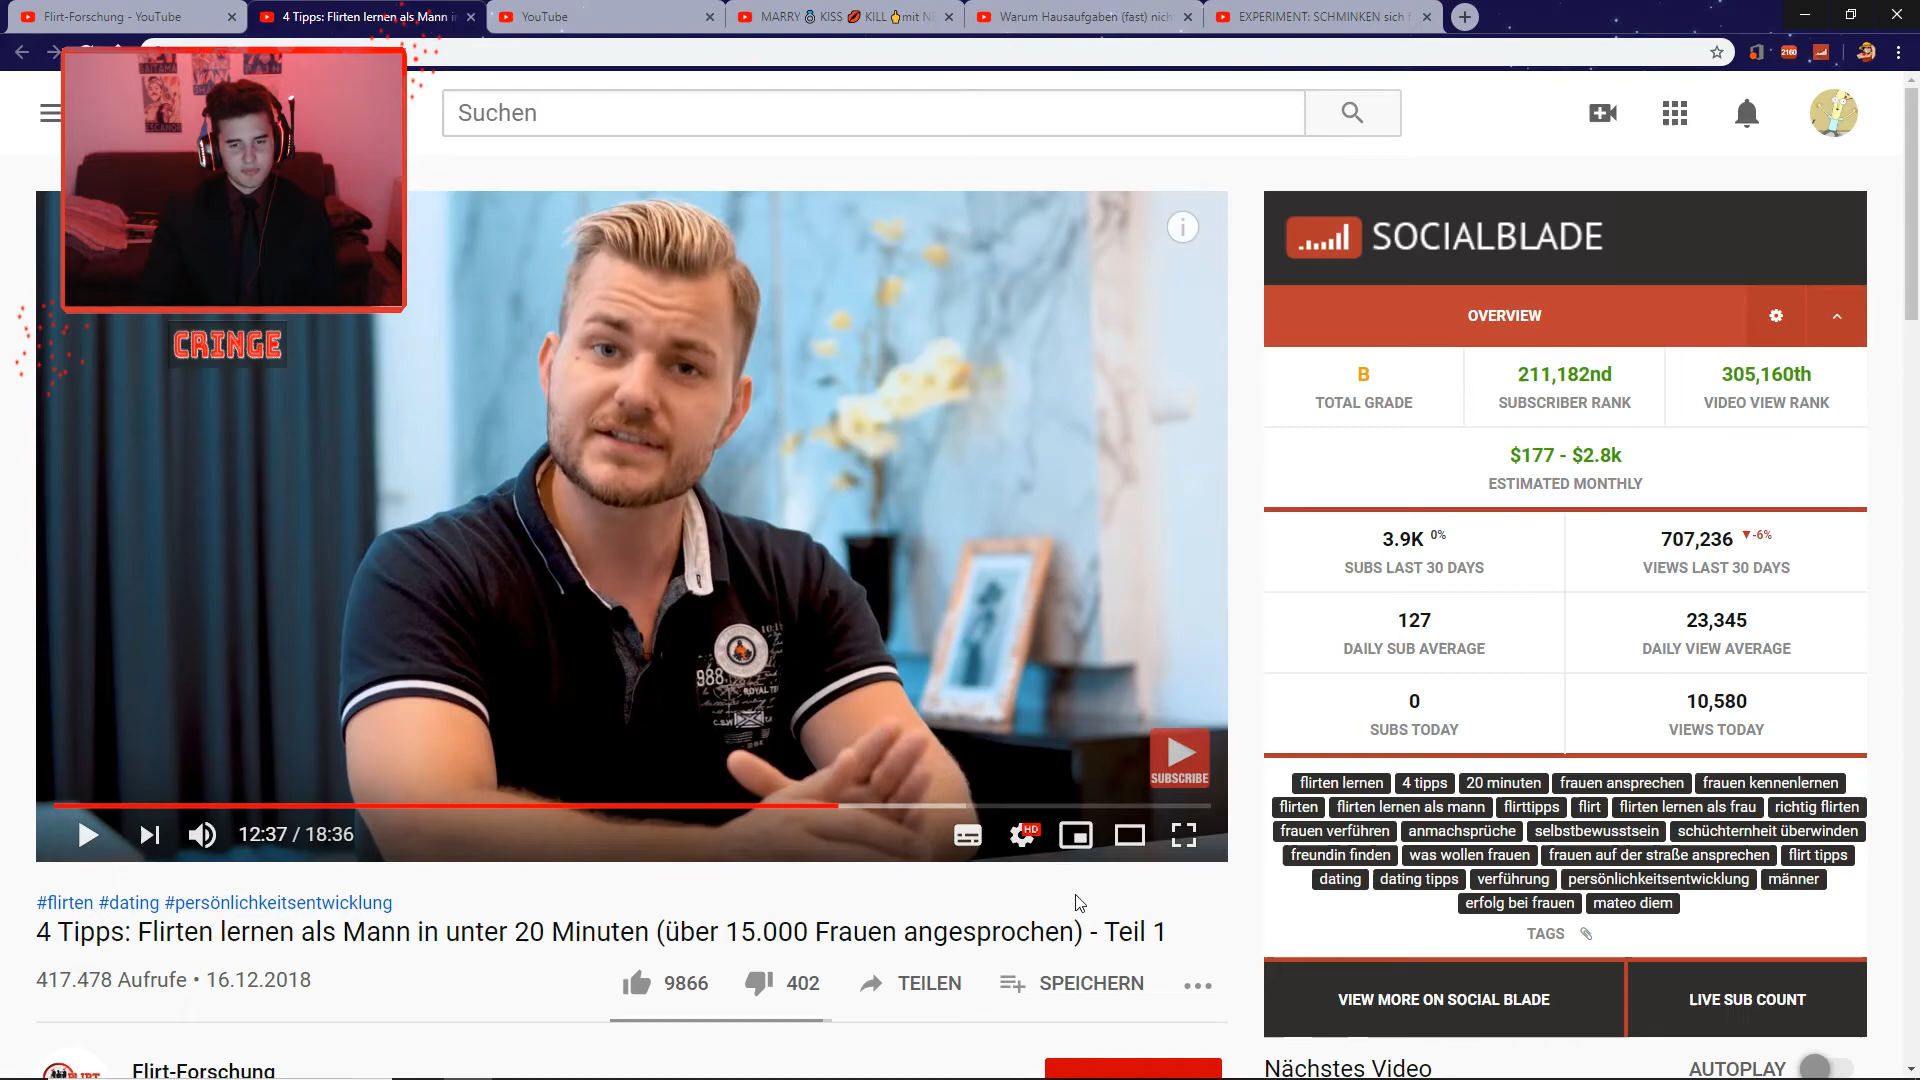 Flirt-Forschung - YouTube
4 Tipps: Flirten lernen als Mann i
YouTube
MARRY KISS KILL mit N
Warum Hausaufgaben (fast) nich
EXPERIMENT: SCHMINKEN sich f
2160
Suchen
CRINGE
988
ROYAL TE
SUBSCRIBE
HD
12:37 / 18:36
#flirten #dating #persönlichkeitsentwicklung
4 Tipps: Flirten lernen als Mann in unter 20 Minuten (über 15.000 Frauen angesprochen) - Teil 1
417.478 Aufrufe • 16.12.2018
9866
402
TEILEN
SPEICHERN
Flirt-Forschung
SOCIALBLADE
OVERVIEW
B
TOTAL GRADE
211,182nd
SUBSCRIBER RANK
305,160th
VIDEO VIEW RANK
$177 - $2.8k
ESTIMATED MONTHLY
3.9K 0%
SUBS LAST 30 DAYS
707,236 -6%
VIEWS LAST 30 DAYS
127
DAILY SUB AVERAGE
23,345
DAILY VIEW AVERAGE
0
SUBS TODAY
10,580
VIEWS TODAY
flirten lernen 4 tipps 20 minuten frauen ansprechen frauen kennenlernen
flirten flirten lernen als mann flirttipps flirt flirten lernen als frau richtig flirten
frauen verführen anmachsprüche selbstbewusstsein schüchternheit überwinden
freundin finden was wollen frauen frauen auf der straße ansprechen flirt tipps
dating dating tipps verführung persönlichkeitsentwicklung männer
erfolg bei frauen mateo diem
TAGS
VIEW MORE ON SOCIAL BLADE
LIVE SUB COUNT
Nächstes Video
AUTOPLAY